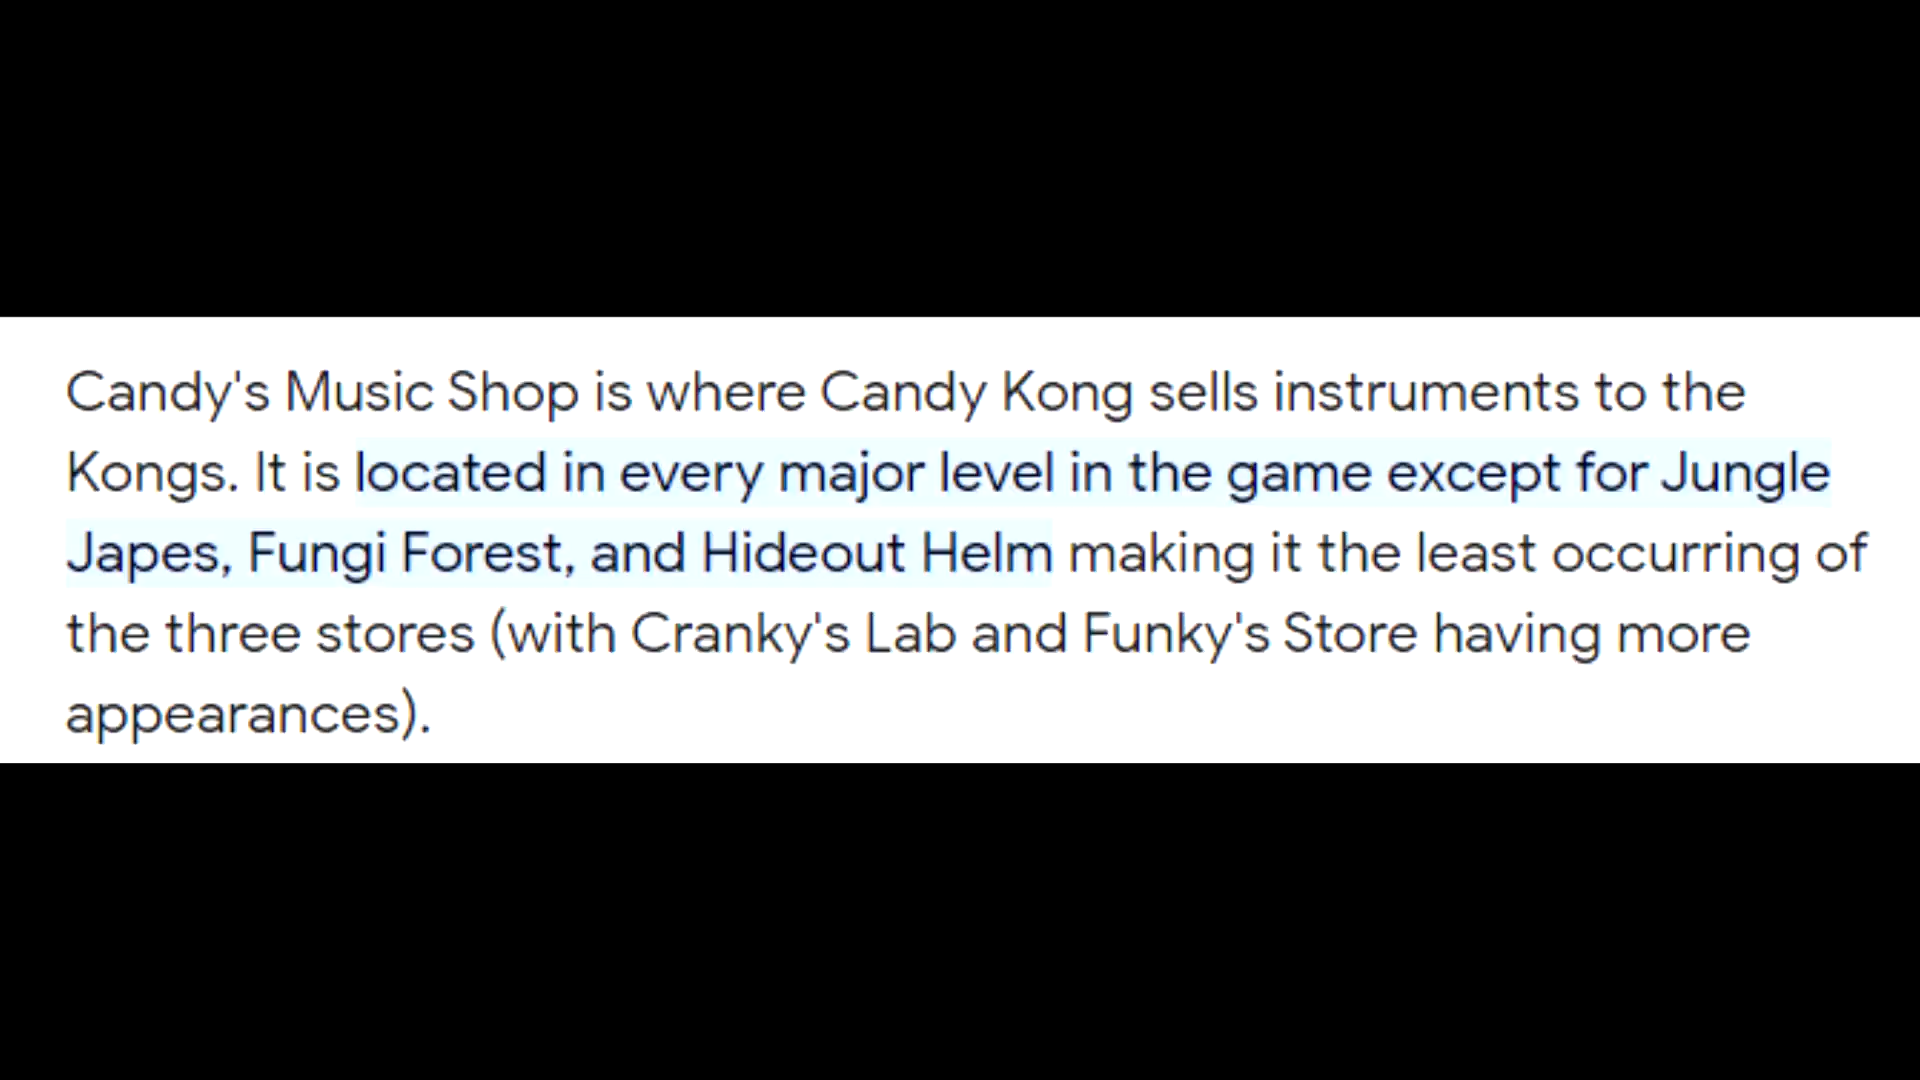 Candy's Music Shop is where Candy Kong sells instruments to the
Kongs. It is located in every major level in the game except for Jungle
Japes, Fungi Forest, and Hideout Helm making it the least occurring of
the three stores (with Cranky's Lab and Funky's Store having more
appearances).